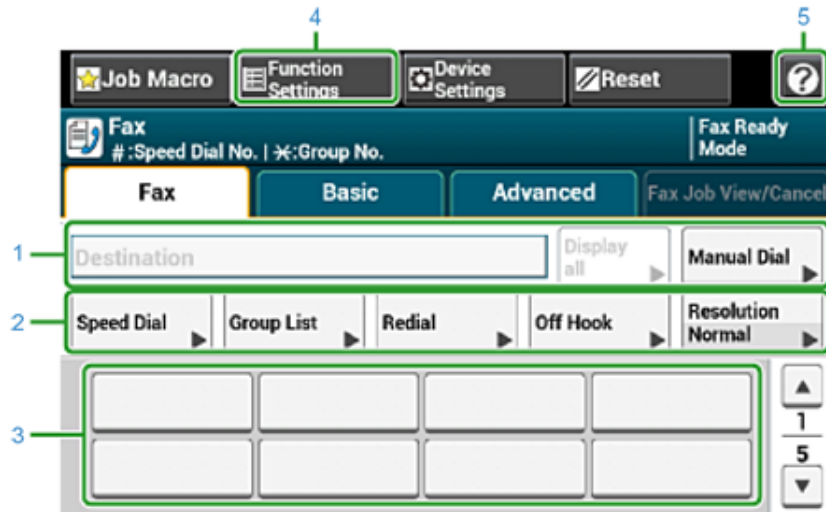 4 5
Job Macro Function Settings Device Settings Reset ?
Fax
#:Speed Dial No. | ⚹:Group No.
Fax Ready Mode
Fax Basic Advanced Fax Job View/Cancel
1
Destination Display all Manual Dial
2
Speed Dial Group List Redial Off Hook Resolution Normal
3
1
5